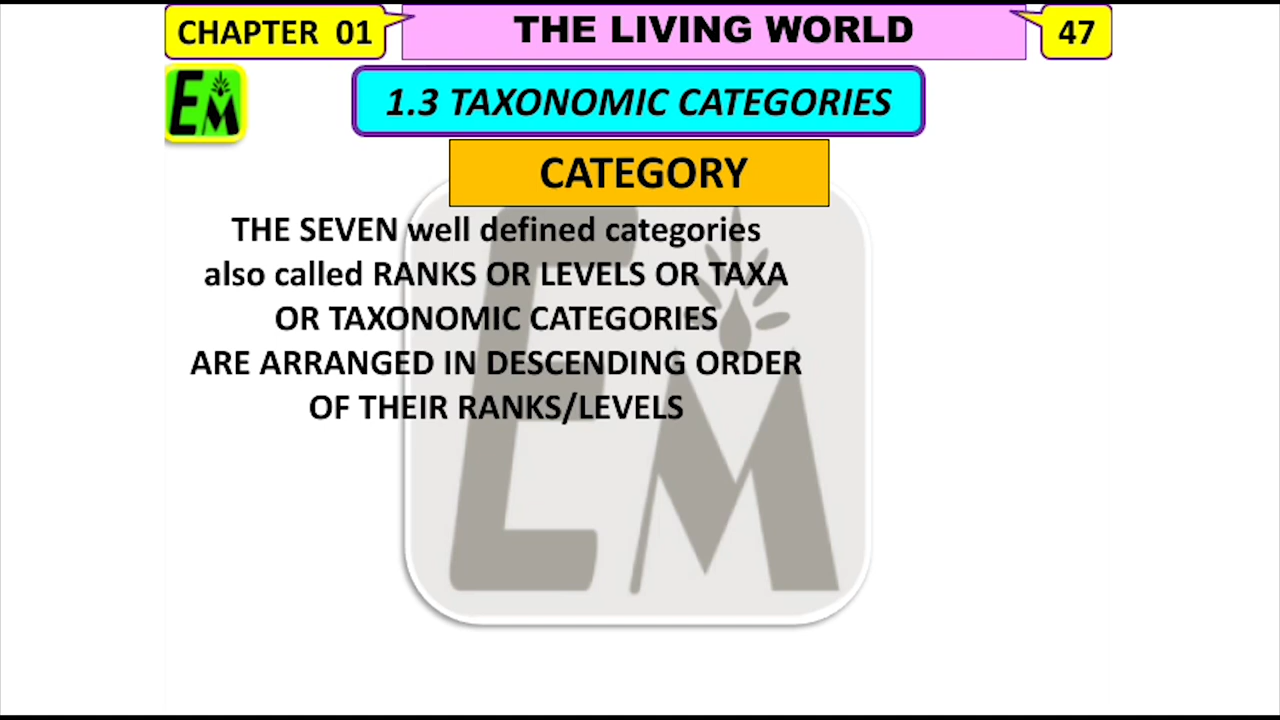 CHAPTER 01
THE LIVING WORLD
47
EM
1.3 TAXONOMIC CATEGORIES
CATEGORY
THE SEVEN well defined categories
also called RANKS OR LEVELS OR TAXA
OR TAXONOMIC CATEGORIES
ARE ARRANGED IN DESCENDING ORDER
OF THEIR RANKS/LEVELS
EM